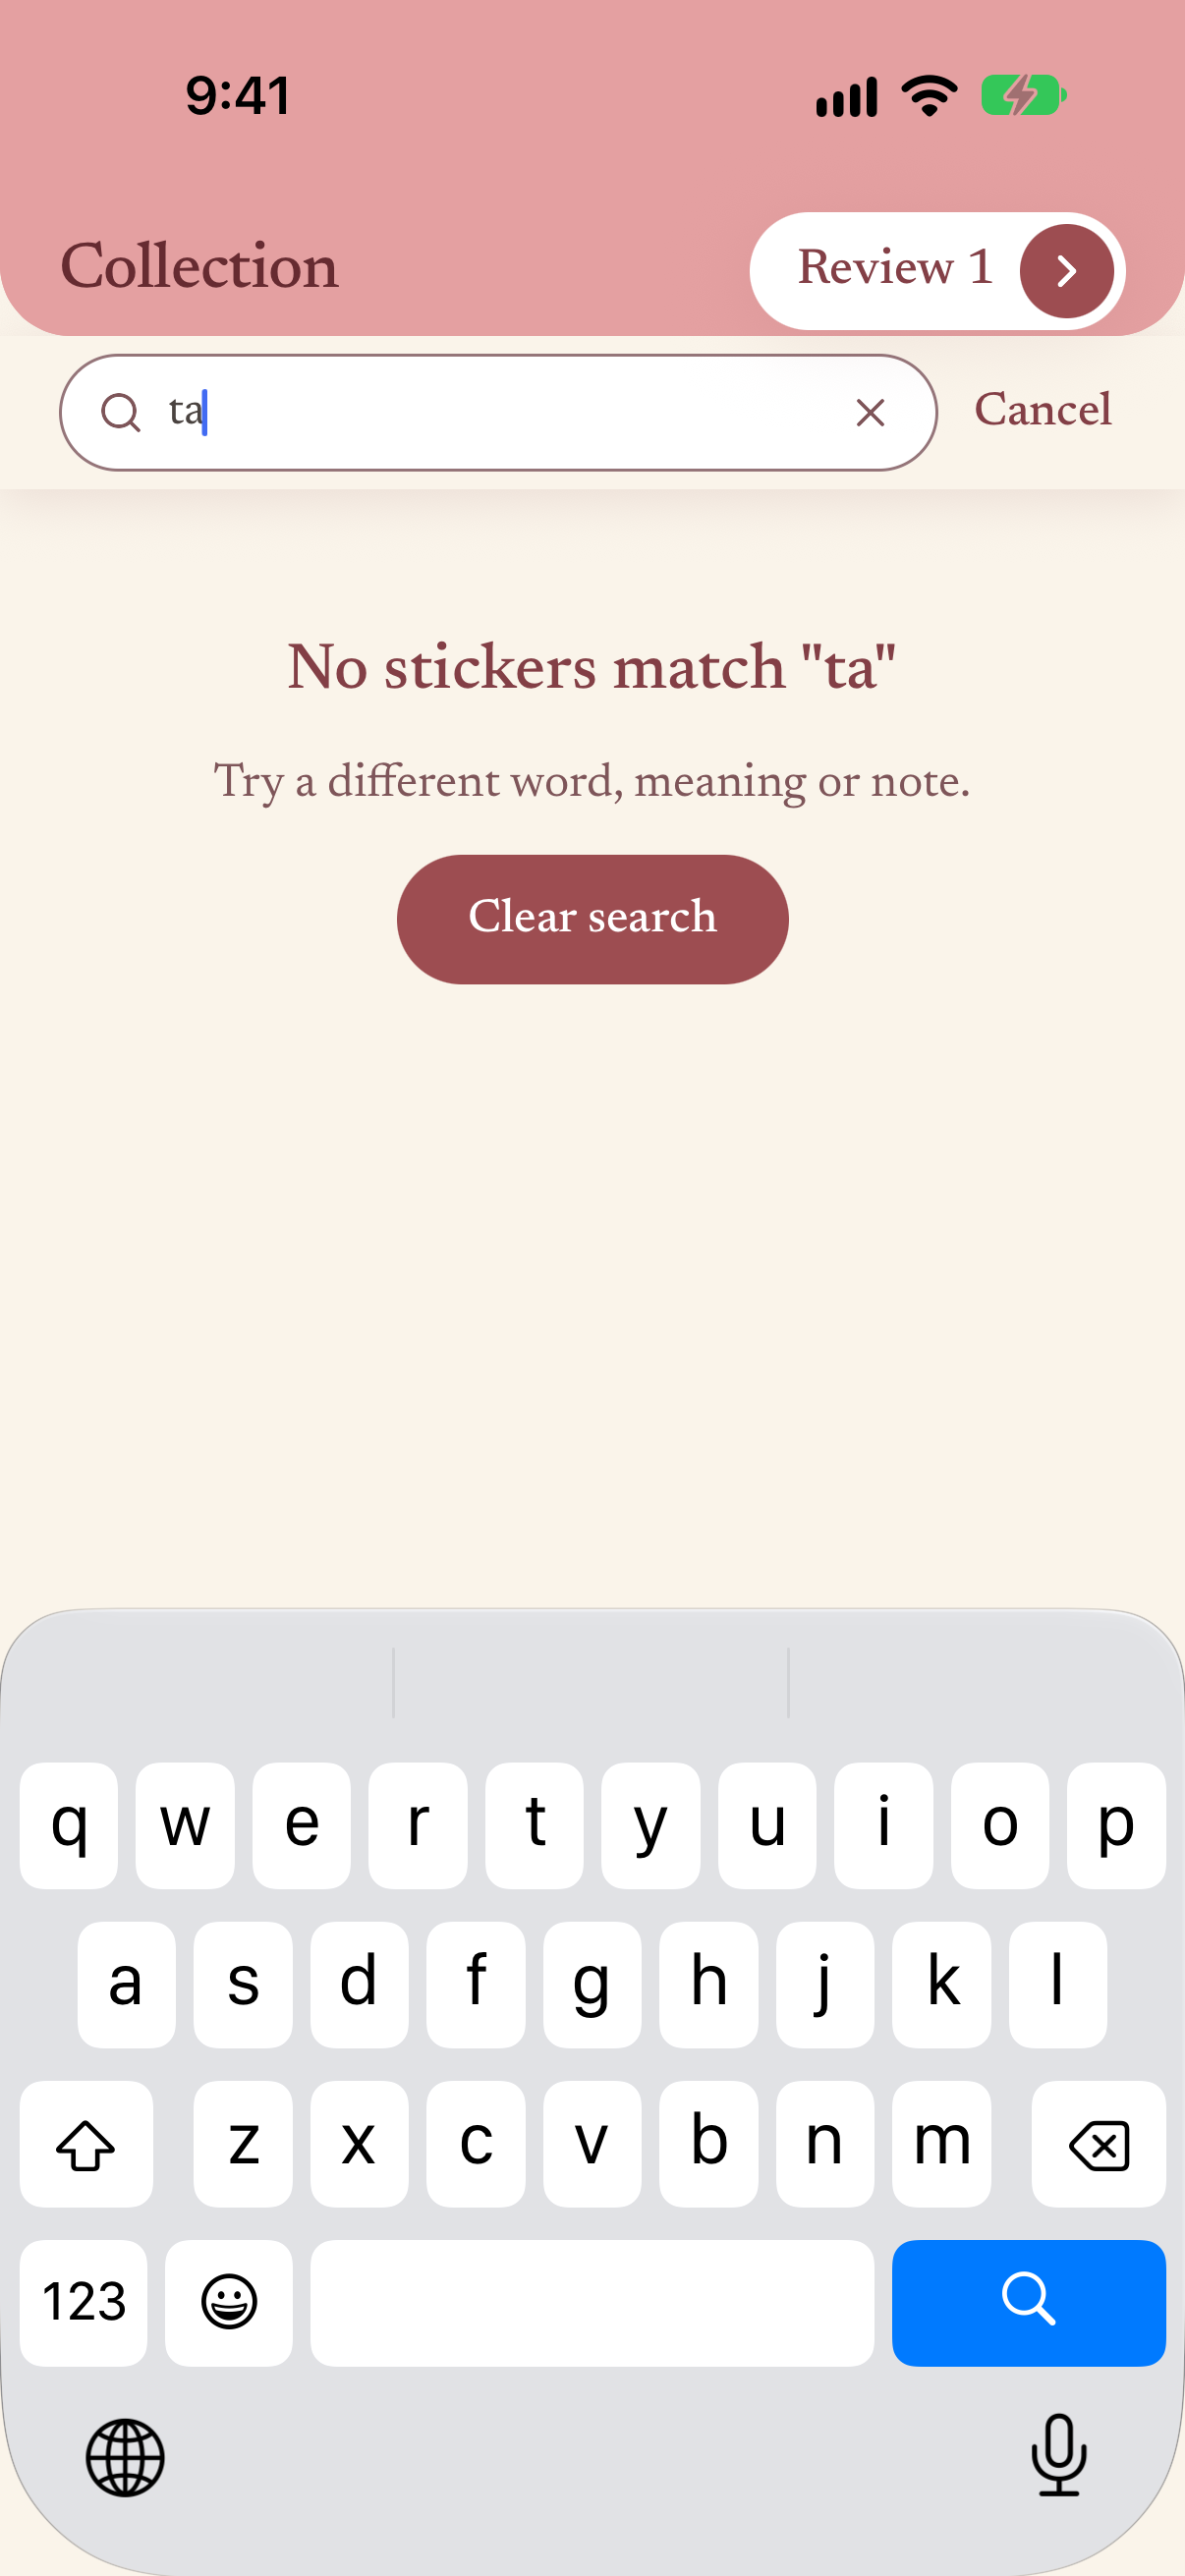 9:41
Collection
Review 1
ta
Cancel
No stickers match "ta"
Try a different word, meaning or note.
Clear search
q w e r t y u i o p
a s d f g h j k l
z x c v b n m
123